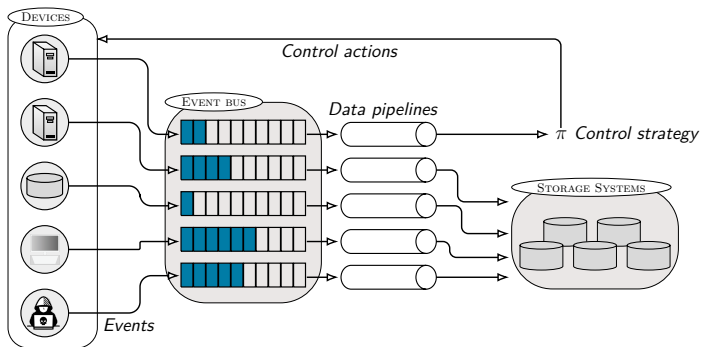 DEVICES
Control actions
EVENT BUS
Data pipelines
π Control strategy
STORAGE SYSTEMS
Events